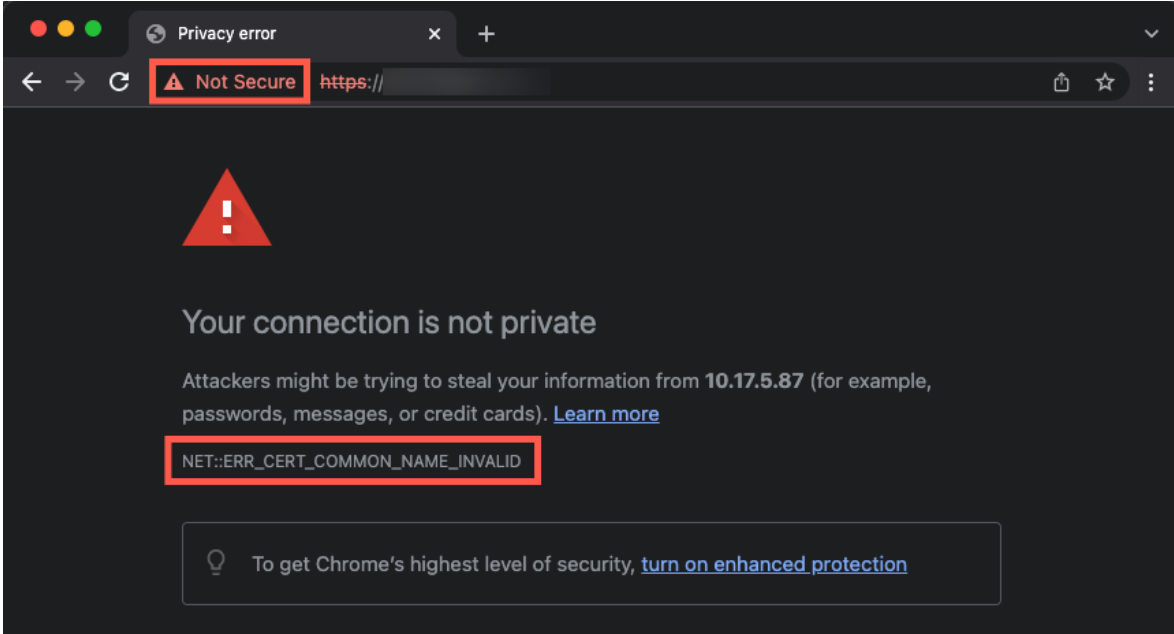 Privacy error
Not Secure https://
Your connection is not private
Attackers might be trying to steal your information from 10.17.5.87 (for example,
passwords, messages, or credit cards). Learn more
NET::ERR_CERT_COMMON_NAME_INVALID
To get Chrome's highest level of security, turn on enhanced protection